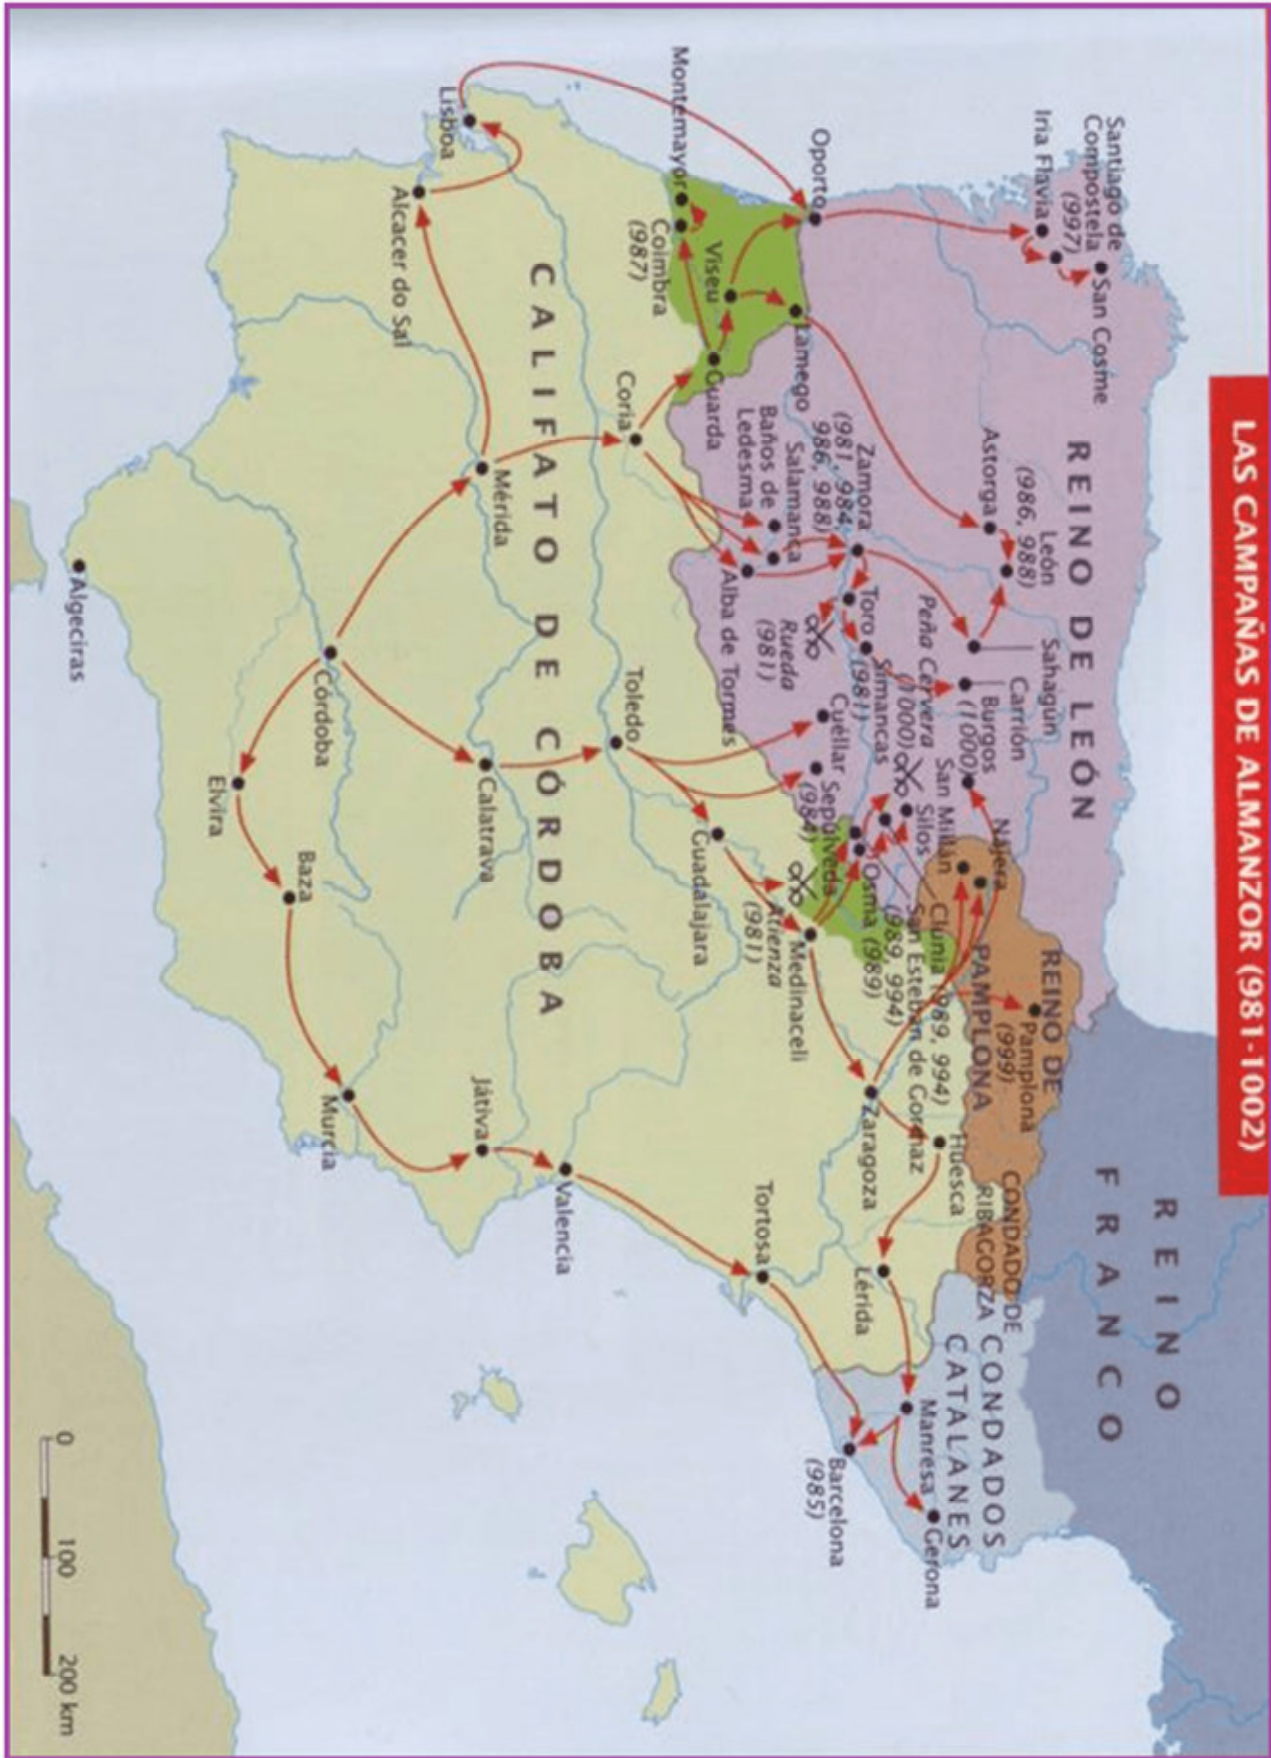 LAS CAMPAÑAS DE ALMANZOR (981-1002)
Santiago de
Compostela
(997)
San Cosme
Iria Flavia
REINO DE LEÓN
REINO
FRANCO
Oporto
Astorga
León
(986, 988)
Sahagún
Carrión
Burgos
(1000)
Nájera
San Millán
REINO DE
PAMPLONA
Pamplona
(999)
CONDADO DE
RIBAGORZA
CONDADOS
CATALANES
Peña Cervera
(1000)
Silos
Clunia (989, 994)
San Esteban de Gormaz
(989, 994)
Osma (989)
Huesca
Manresa
Gerona
Barcelona
(985)
Lérida
Zaragoza
Zamora
(981, 984,
986, 988)
Toro
Simancas
(981)
Rueda
(981)
Cuéllar
Sepúlveda
(984)
Lamego
Salamanca
Baños de
Ledesma
Alba de Tormes
Montemayor
Viseu
Coimbra
(987)
Guarda
Atienza
(981)
Medinaceli
Guadalajara
Tortosa
Coria
Toledo
CALIFATO DE CÓRDOBA
Lisboa
Alcacer do Sal
Mérida
Calatrava
Játiva
Valencia
Córdoba
Elvira
Baza
Murcia
Algeciras
0 100 200 km